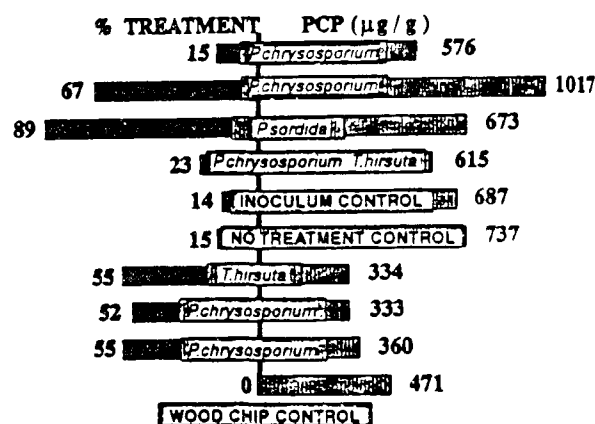 % TREATMENT PCP (µg/g)
15 P.chrysosporium 576
67 P.chrysosporium 1017
89 P.sordida 673
23 P.chrysosporium T.hirsuta 615
14 INOCULUM CONTROL 687
15 NO TREATMENT CONTROL 737
55 T.hirsuta 334
52 P.chrysosporium 333
55 P.chrysosporium 360
0 471
WOOD CHIP CONTROL